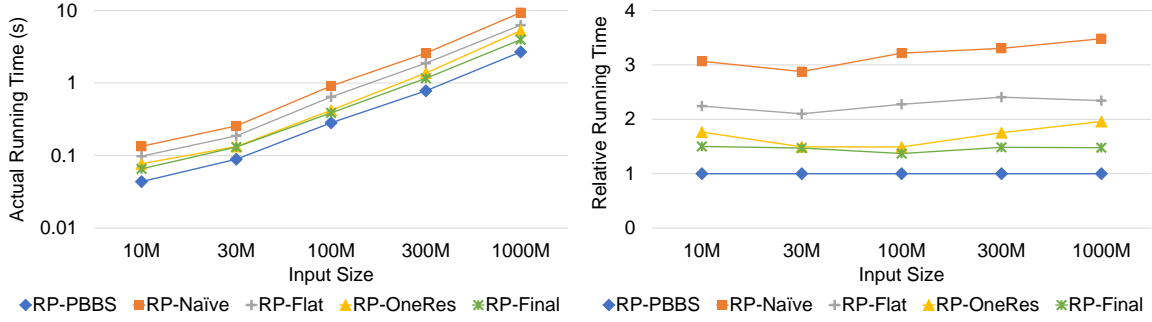 Actual Running Time (s)
10
1
0.1
0.01
10M 30M 100M 300M 1000M
Input Size
RP-PBBS RP-Naïve RP-Flat RP-OneRes RP-Final
Relative Running Time
4
3
2
1
0
10M 30M 100M 300M 1000M
Input Size
RP-PBBS RP-Naïve RP-Flat RP-OneRes RP-Final